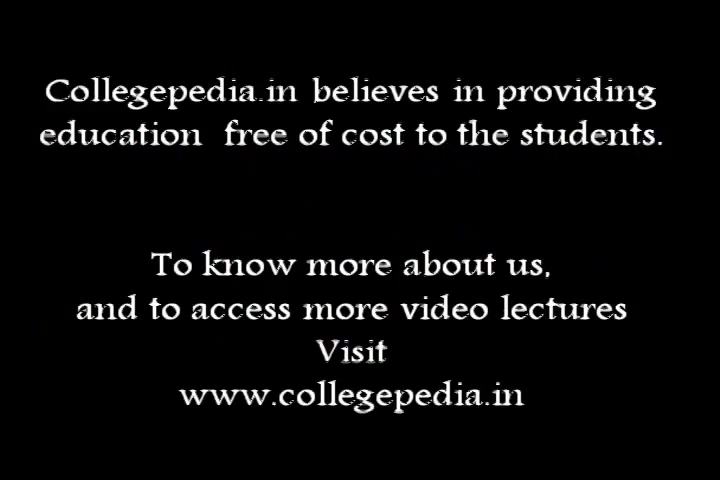 Collegepedia.in believes in providing
education free of cost to the students.
To know more about us,
and to access more video lectures
Visit
www.collegepedia.in